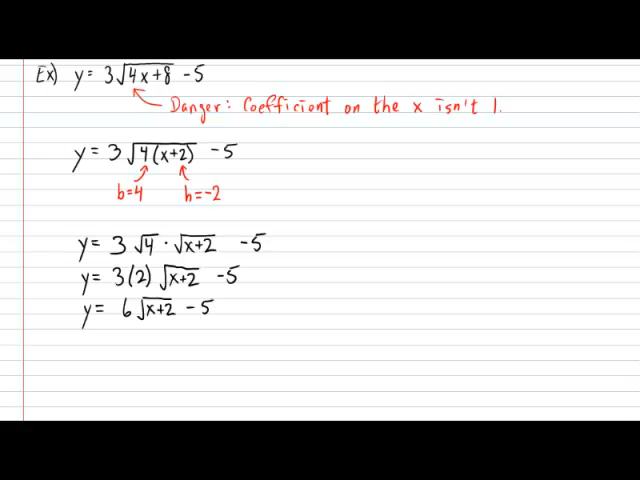 Ex) y = 3√(4x+8) - 5
Danger: Coefficient on the x isn't 1.
y = 3 √(4(x+2)) - 5
b=4 h=-2
y = 3 √4 · √(x+2) - 5
y = 3(2) √(x+2) - 5
y = 6√(x+2) - 5